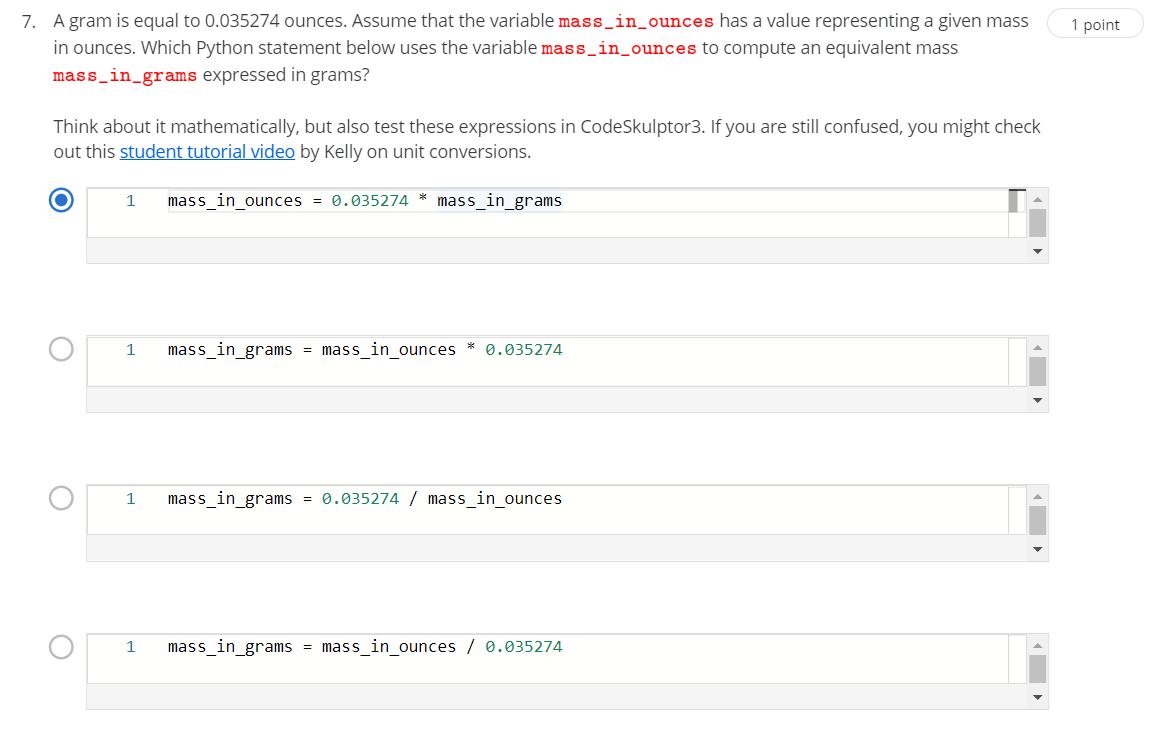 7. A gram is equal to 0.035274 ounces. Assume that the variable mass_in_ounces has a value representing a given mass
1 point
in ounces. Which Python statement below uses the variable mass_in_ounces to compute an equivalent mass
mass_in_grams expressed in grams?
Think about it mathematically, but also test these expressions in CodeSkulptor3. If you are still confused, you might check
out this student tutorial video by Kelly on unit conversions.
1 mass_in_ounces = 0.035274 * mass_in_grams
1 mass_in_grams = mass_in_ounces * 0.035274
1 mass_in_grams = 0.035274 / mass_in_ounces
1 mass_in_grams = mass_in_ounces / 0.035274